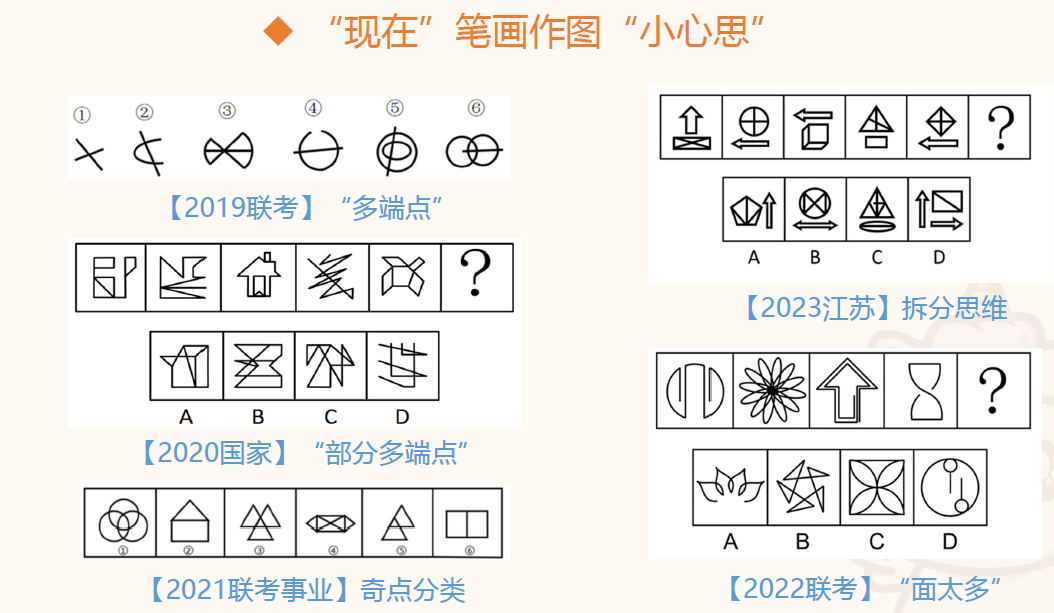 ◆ “现在”笔画作图“小心思”
① ② ③ ④ ⑤ ⑥
【2019联考】“多端点”
?
A B C D
【2020国家】“部分多端点”
① ② ③ ④ ⑤ ⑥
【2021联考事业】奇点分类
?
A B C D
【2023江苏】拆分思维
?
A B C D
【2022联考】“面太多”